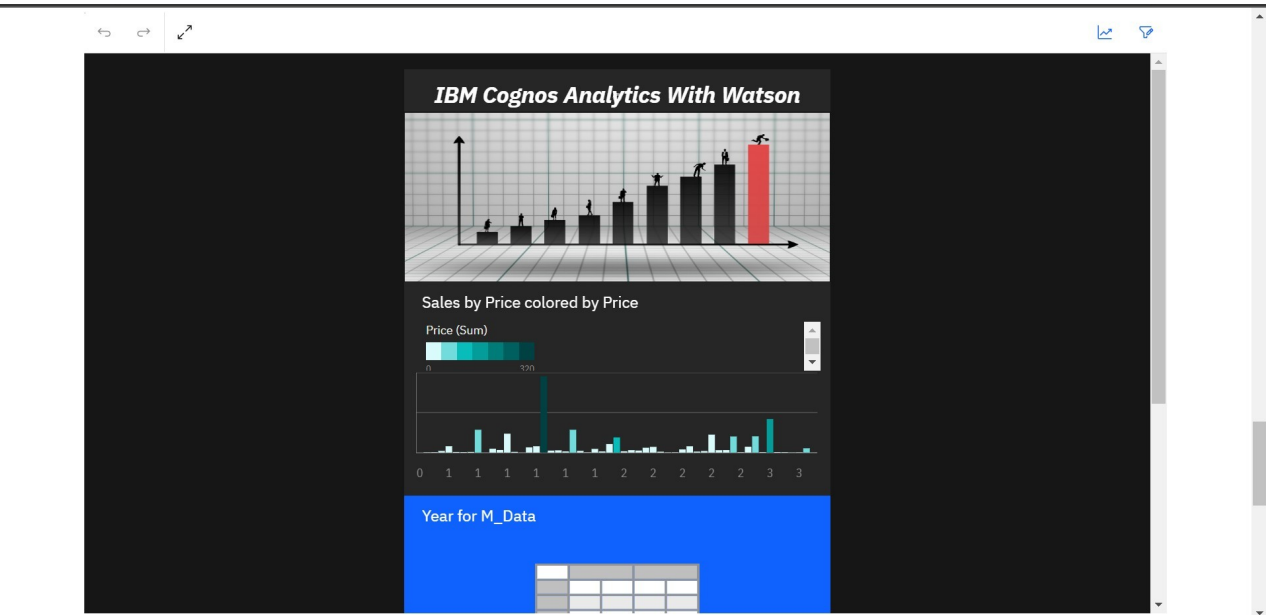 IBM Cognos Analytics With Watson
Sales by Price colored by Price
Price (Sum)
0 320
0 1 1 1 1 1 1 2 2 2 2 2 3 3
Year for M_Data